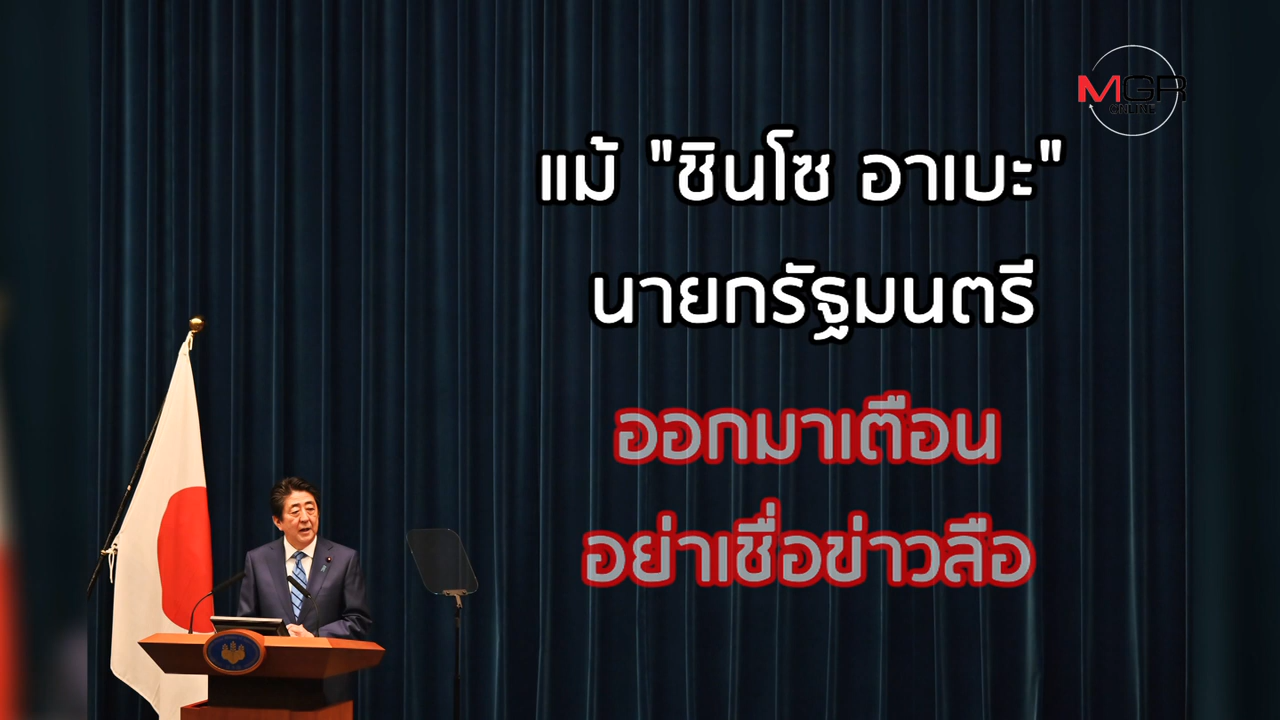 MGR
ONLINE
แม้ "ชินโซ อาเบะ"
นายกรัฐมนตรี
ออกมาเตือน
อย่าเชื่อข่าวลือ